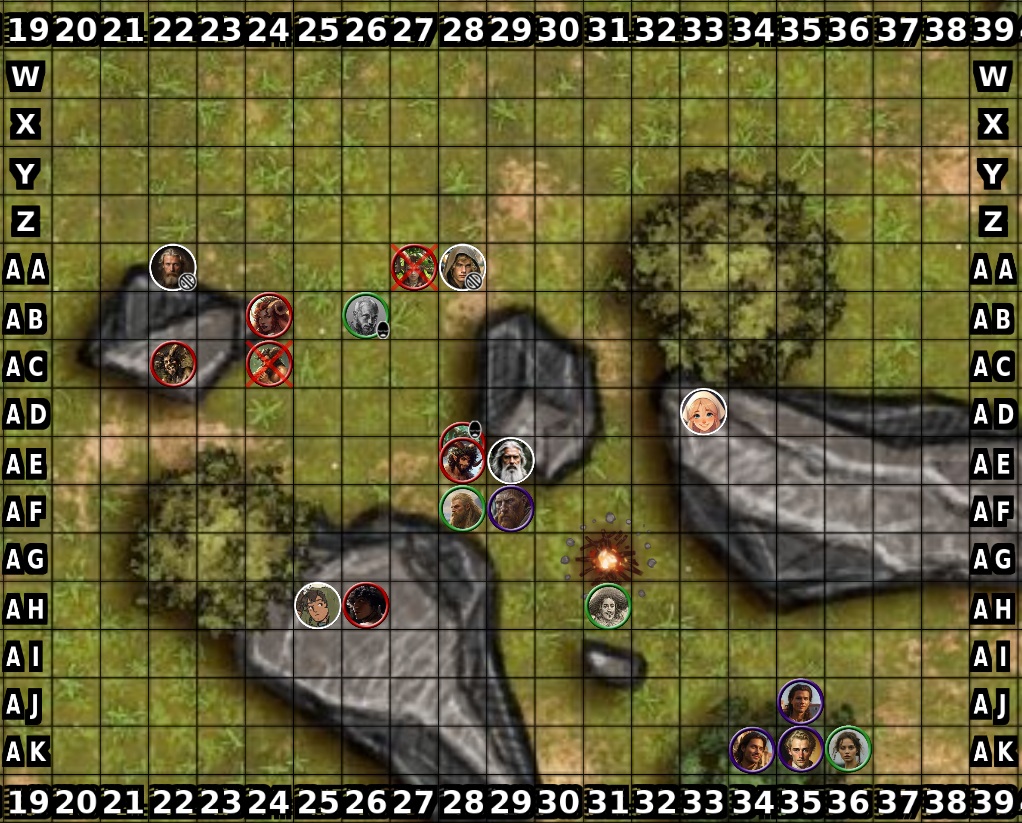 19 20 21 22 23 24 25 26 27 28 29 30 31 32 33 34 35 36 37 38 39
W W
X X
Y Y
Z Z
AA AA
AB AB
AC AC
AD AD
AE AE
AF AF
AG AG
AH AH
AI AI
AJ AJ
AK AK
19 20 21 22 23 24 25 26 27 28 29 30 31 32 33 34 35 36 37 38 39